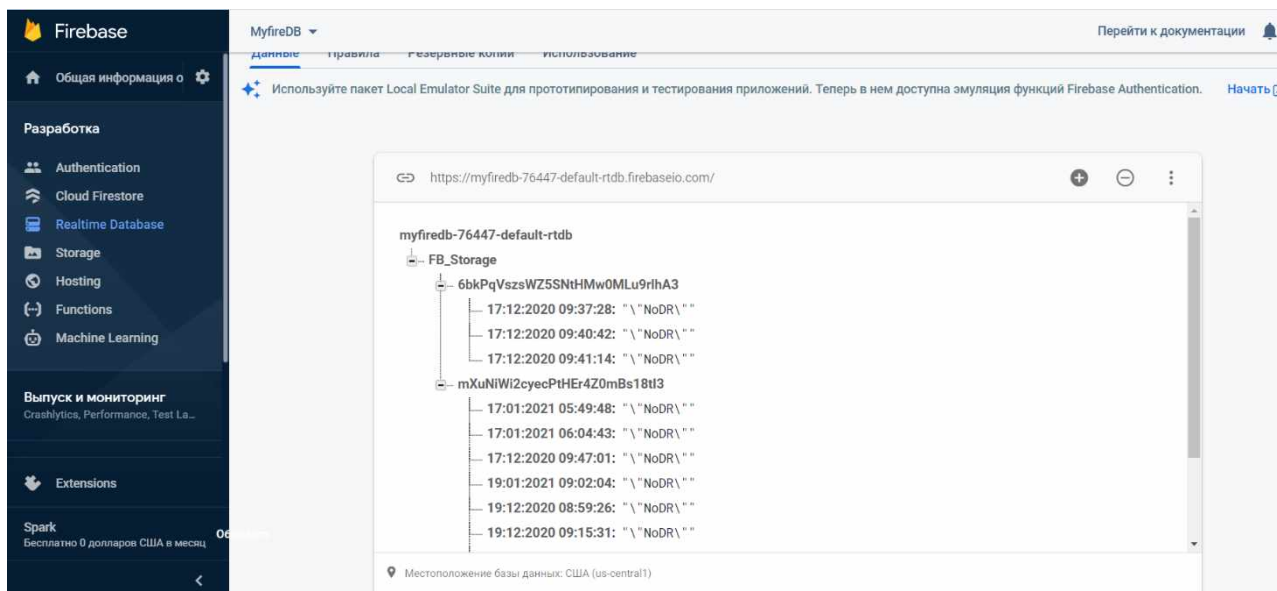 Firebase
MyfireDB
Перейти к документации
Общая информация о
Данные Правила Резервные копии Использование
Используйте пакет Local Emulator Suite для прототипирования и тестирования приложений. Теперь в нем доступна эмуляция функций Firebase Authentication. Начать
Разработка
Authentication
Cloud Firestore
Realtime Database
Storage
Hosting
Functions
Machine Learning
Выпуск и мониторинг
Crashlytics, Performance, Test La...
Extensions
Spark
Бесплатно 0 долларов США в месяц
https://myfiredb-76447-default-rtdb.firebaseio.com/
myfiredb-76447-default-rtdb
FB_Storage
6bkPqVszsWZ5SNtHMw0MLu9rlhA3
17:12:2020 09:37:28: "\"NoDR\""
17:12:2020 09:40:42: "\"NoDR\""
17:12:2020 09:41:14: "\"NoDR\""
mXuNiWi2cyecPtHEr4Z0mBs18tI3
17:01:2021 05:49:48: "\"NoDR\""
17:01:2021 06:04:43: "\"NoDR\""
17:12:2020 09:47:01: "\"NoDR\""
19:01:2021 09:02:04: "\"NoDR\""
19:12:2020 08:59:26: "\"NoDR\""
19:12:2020 09:15:31: "\"NoDR\""
Местоположение базы данных: США (us-central1)